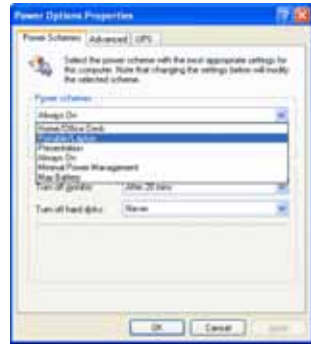 Power Options Properties
Power Schemes
Advanced
UPS
Select the power scheme with the most appropriate settings for
this computer. Note that changing the settings below will modify
the selected scheme.
Power schemes
Always On
Home/Office Desk
Portable/Laptop
Presentation
Always On
Minimal Power Management
Max Battery
Turn off monitor: After 20 mins
Turn off hard disks: Never
OK
Cancel
Apply